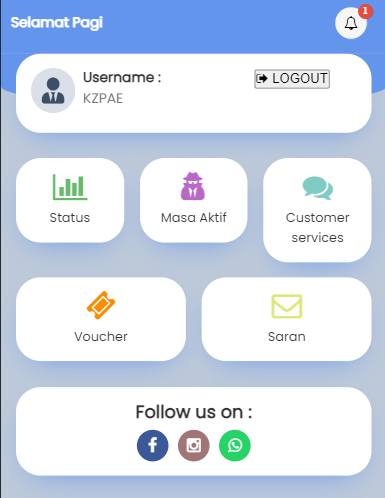 Selamat Pagi
1
Username :
LOGOUT
KZPAE
Status
Masa Aktif
Customer
services
Voucher
Saran
Follow us on :